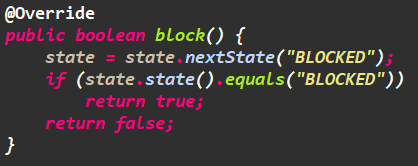 @Override
public boolean block() {
    state = state.nextState("BLOCKED");
    if (state.state().equals("BLOCKED"))
        return true;
    return false;
}